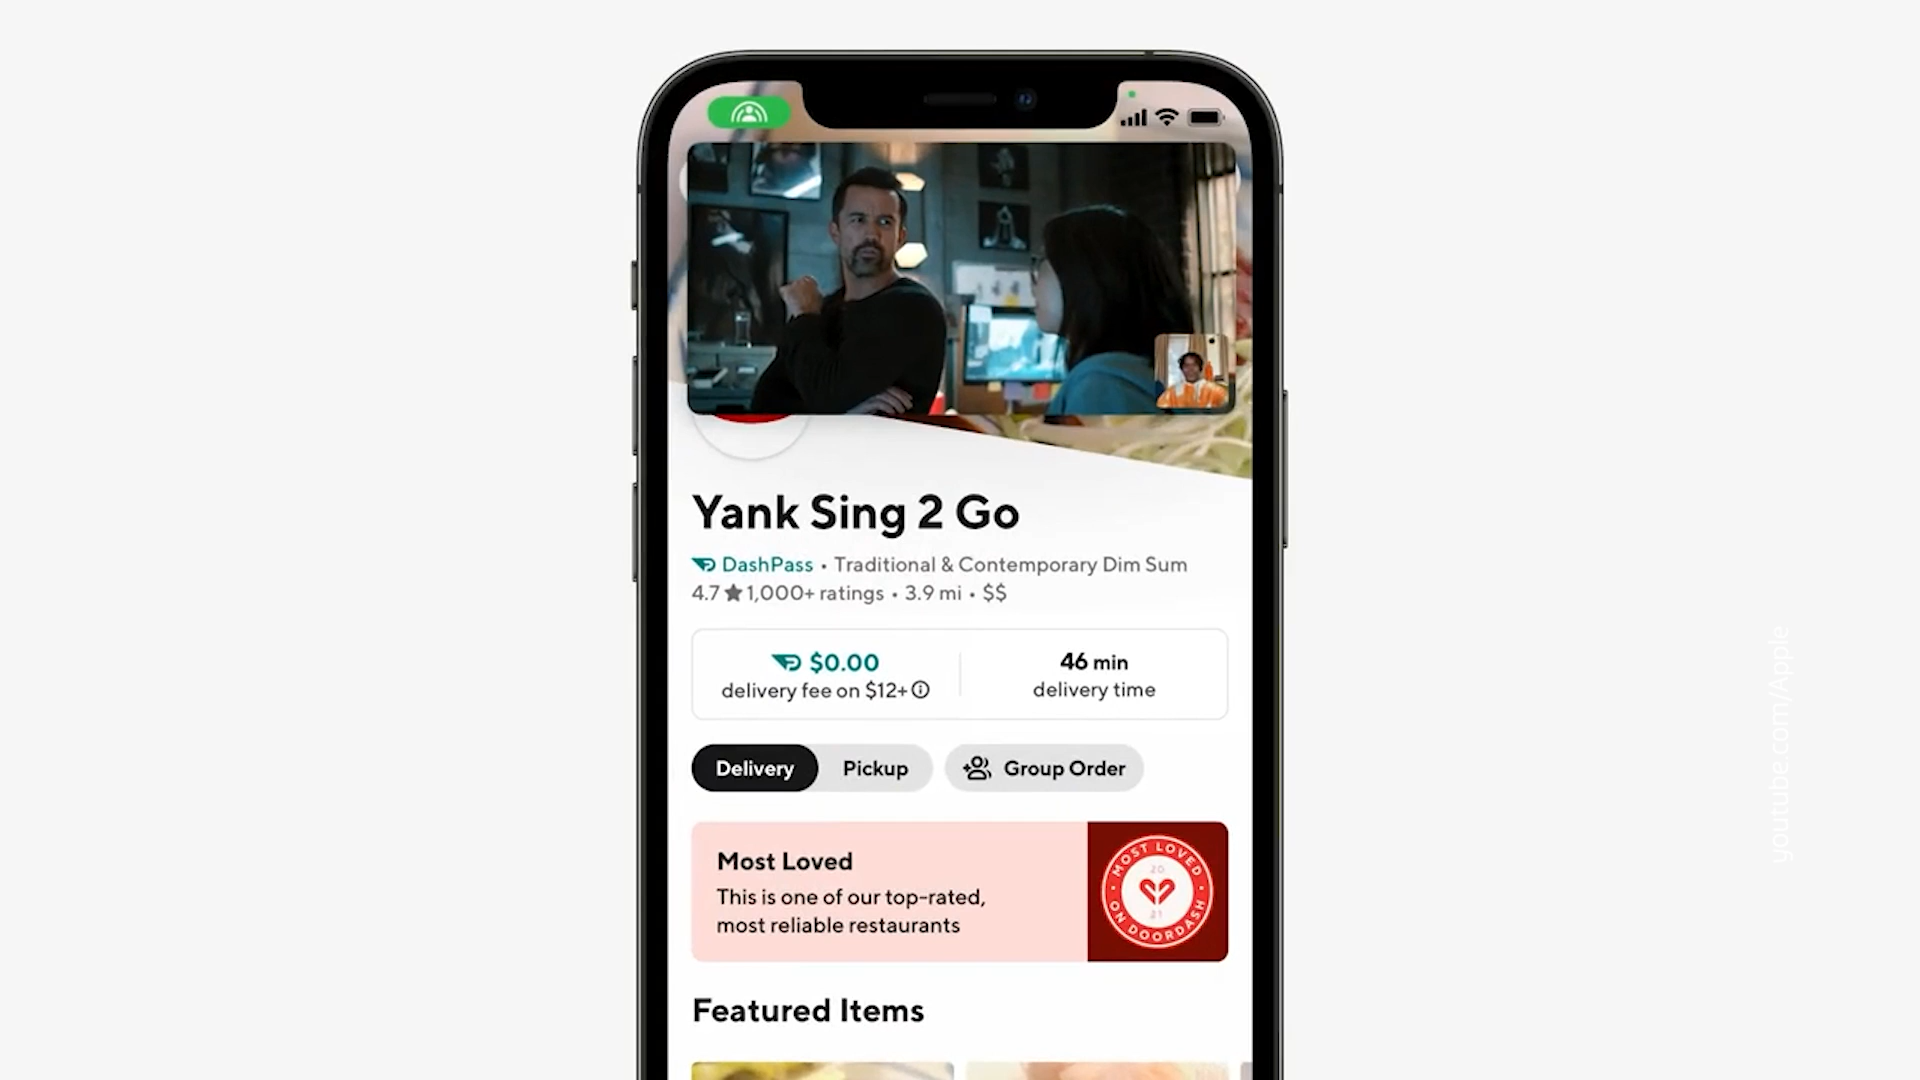 Yank Sing 2 Go
DashPass • Traditional & Contemporary Dim Sum
4.7 ★ 1,000+ ratings • 3.9 mi • $$
$0.00
delivery fee on $12+
46 min
delivery time
Delivery
Pickup
Group Order
Most Loved
This is one of our top-rated,
most reliable restaurants
MOST LOVED
20
21
ON DOORDASH
Featured Items
youtube.com/Apple